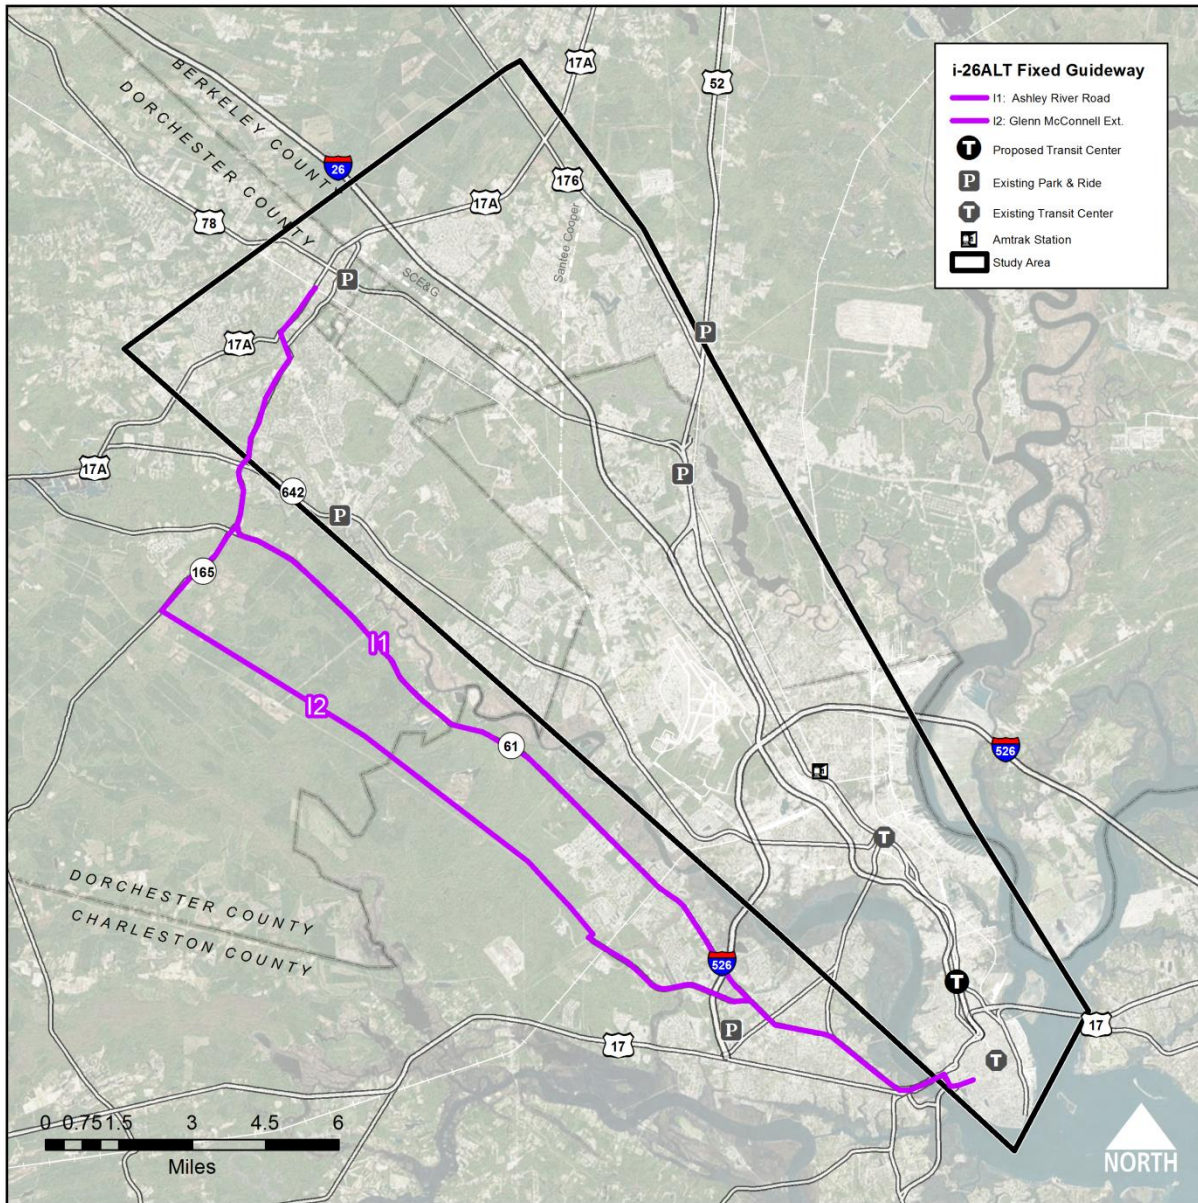 i-26ALT Fixed Guideway
I1: Ashley River Road
I2: Glenn McConnell Ext.
T Proposed Transit Center
P Existing Park & Ride
T Existing Transit Center
Amtrak Station
Study Area
17A
52
BERKELEY COUNTY
DORCHESTER COUNTY
26
176
17A
78
Santee Cooper
SCE&G
P
P
17A
17A
P
642
P
165
I1
I2
61
526
T
DORCHESTER COUNTY
CHARLESTON COUNTY
526
T
17
P
17
T
0 0.75 1.5 3 4.5 6
Miles
NORTH